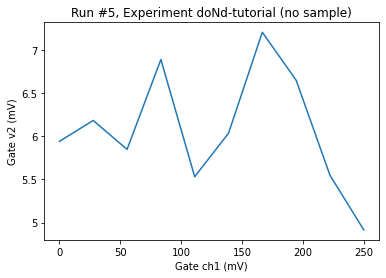 Run #5, Experiment doNd-tutorial (no sample)
7
6.5
6
5.5
5
Gate v2 (mV)
0 50 100 150 200 250
Gate ch1 (mV)